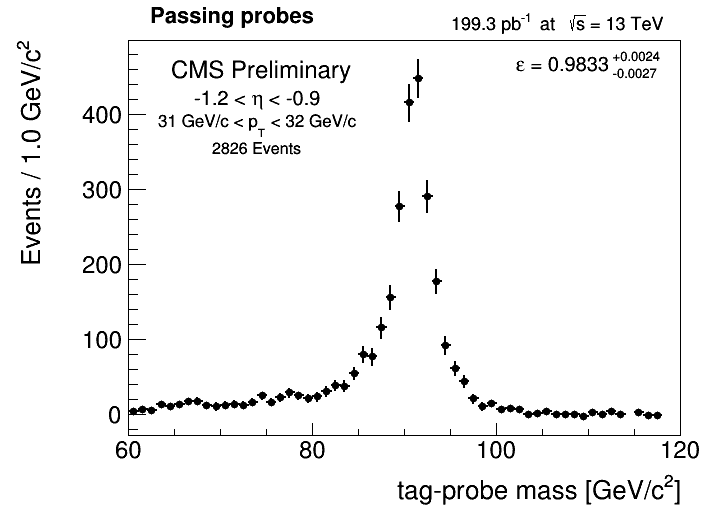 Passing probes
199.3 pb⁻¹ at √s = 13 TeV
CMS Preliminary
-1.2 < η < -0.9
31 GeV/c < p_T < 32 GeV/c
2826 Events
ε = 0.9833 +0.0024 -0.0027
Events / 1.0 GeV/c²
400
300
200
100
0
60 80 100 120
tag-probe mass [GeV/c²]